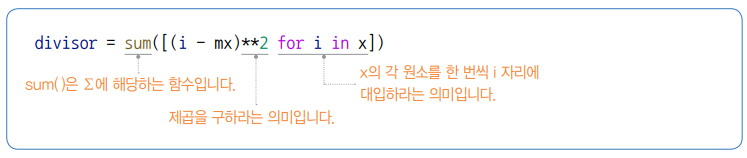 divisor = sum([(i - mx)**2 for i in x])
sum()은 Σ에 해당하는 함수입니다.
x의 각 원소를 한 번씩 i 자리에
대입하라는 의미입니다.
제곱을 구하라는 의미입니다.